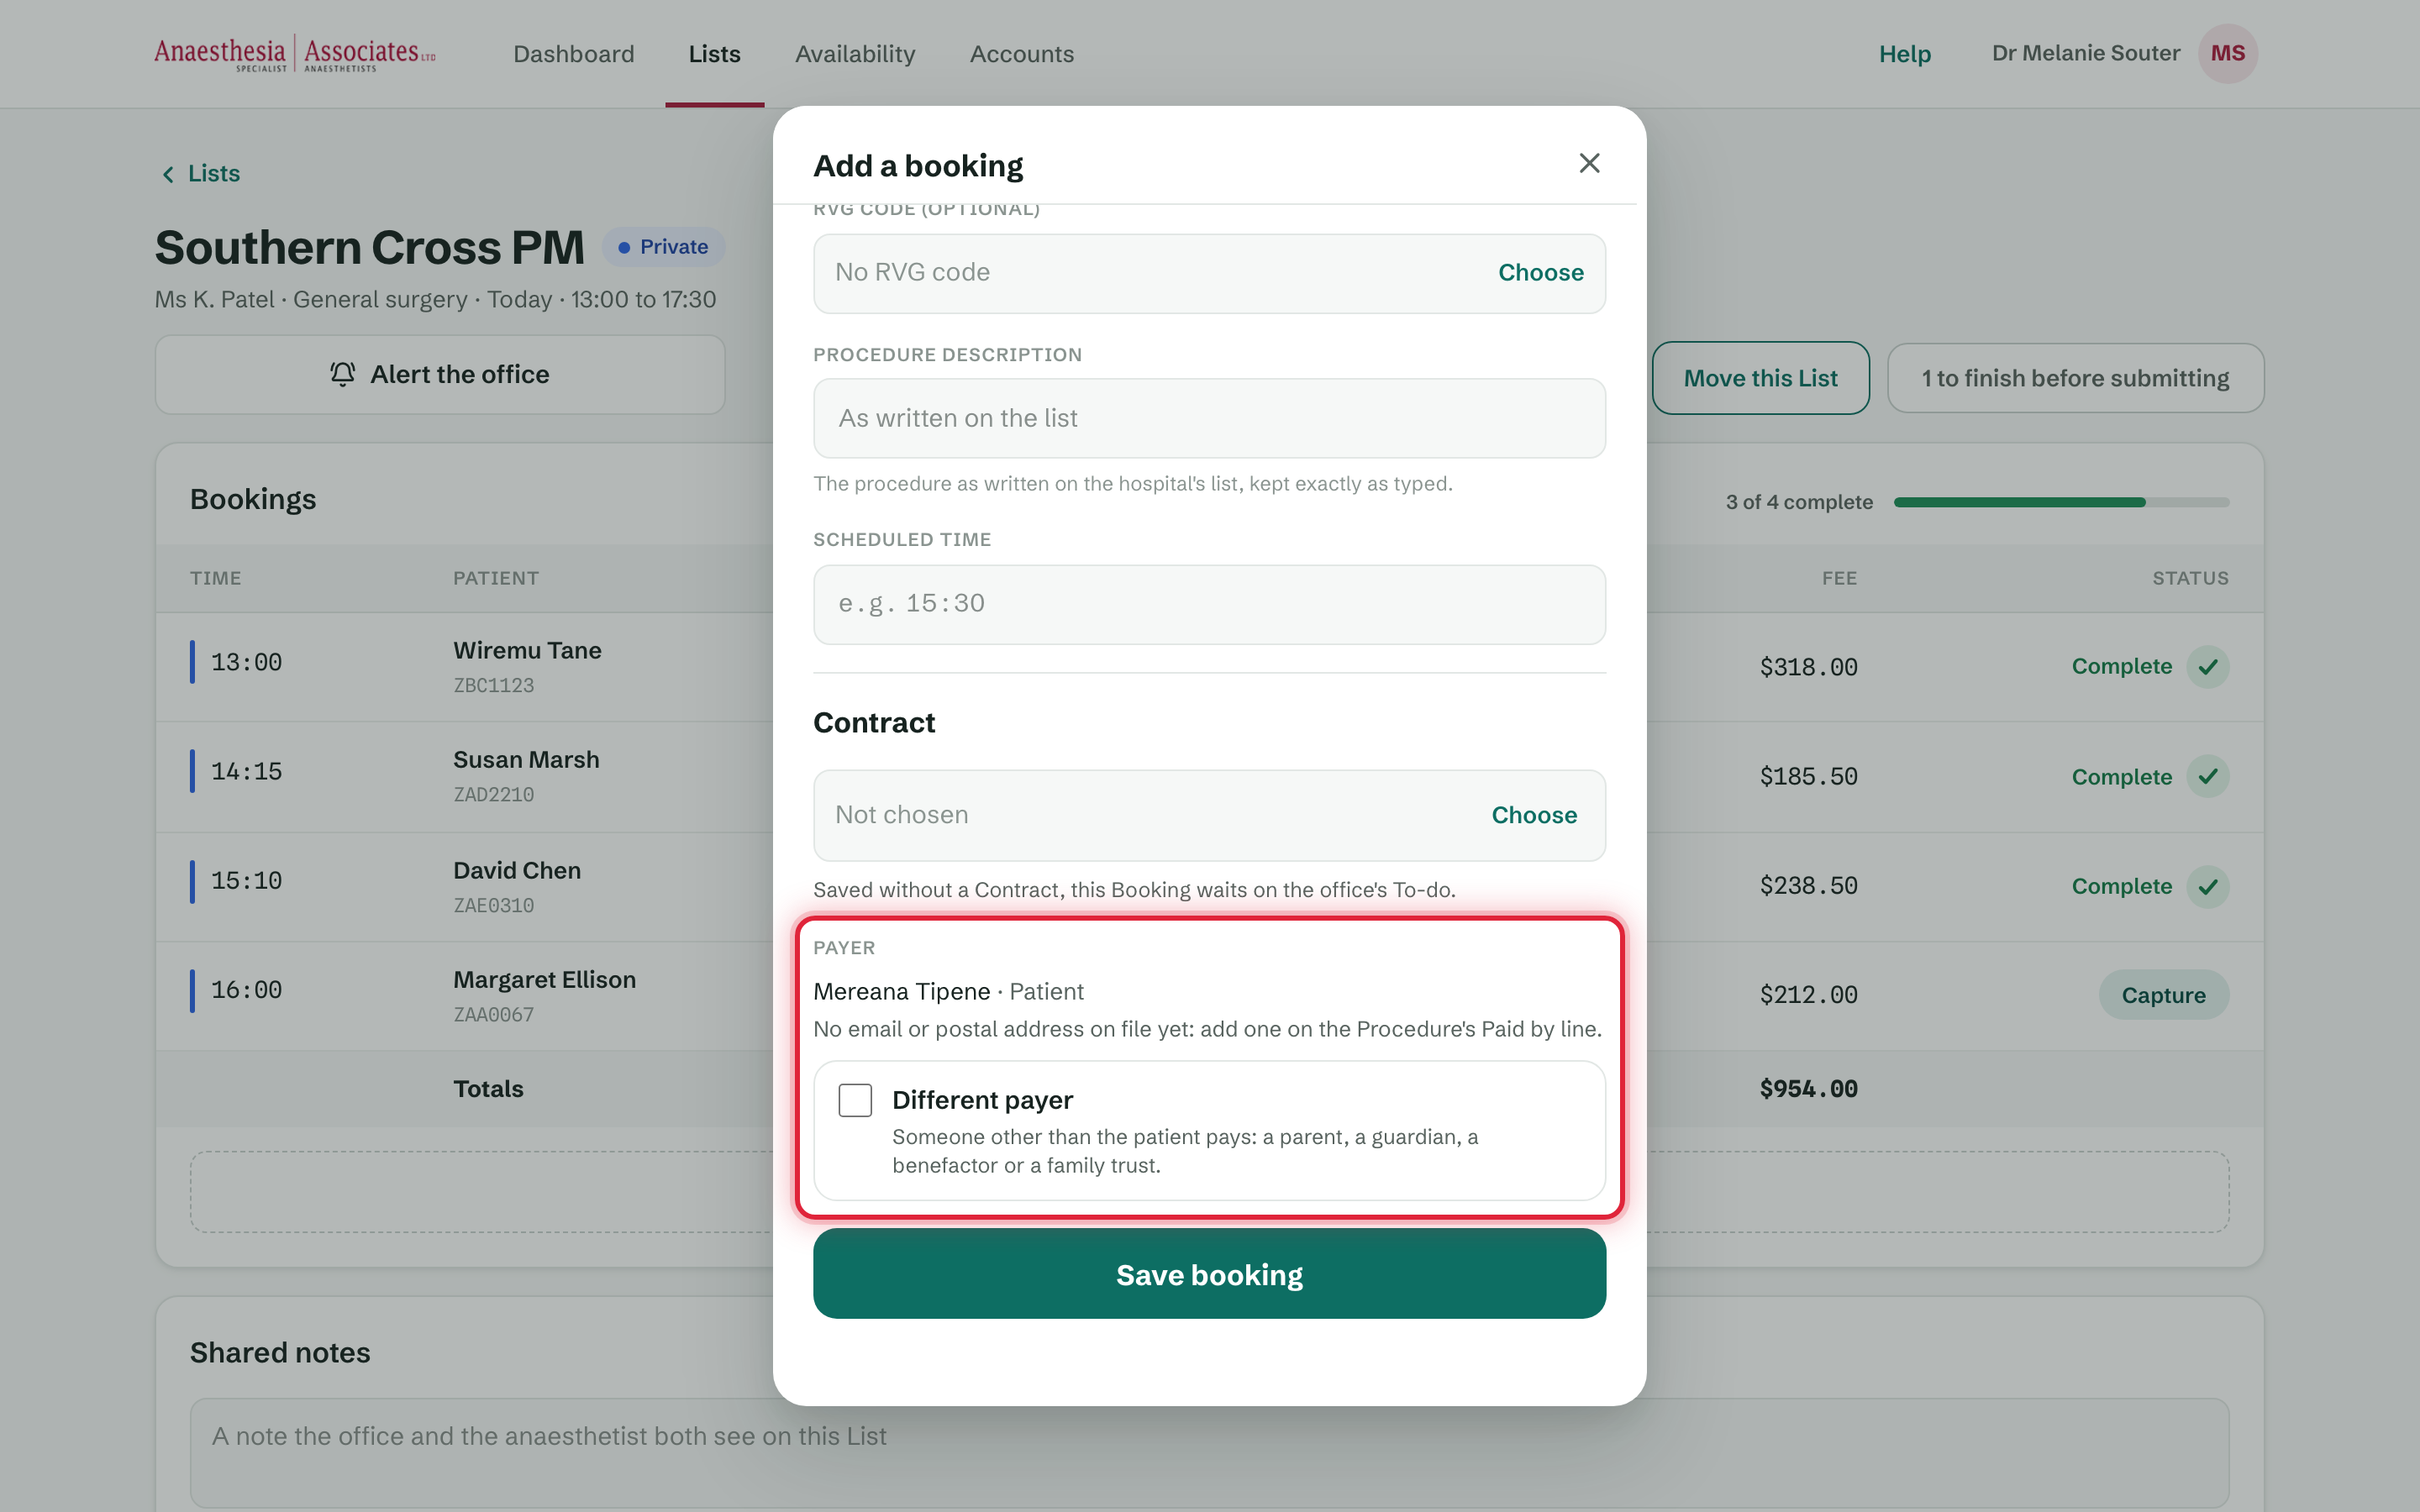 Anaesthesia Associates LTD
SPECIALIST ANAESTHETISTS
Dashboard
Lists
Availability
Accounts
Help
Dr Melanie Souter
MS
Lists
Southern Cross PM
Private
Ms K. Patel · General surgery · Today · 13:00 to 17:30
Alert the office
Move this List
1 to finish before submitting
Bookings
3 of 4 complete
TIME
PATIENT
FEE
STATUS
13:00
Wiremu Tane
ZBC1123
$318.00
Complete
14:15
Susan Marsh
ZAD2210
$185.50
Complete
15:10
David Chen
ZAE0310
$238.50
Complete
16:00
Margaret Ellison
ZAA0067
$212.00
Capture
Totals
$954.00
Shared notes
A note the office and the anaesthetist both see on this List
Add a booking
RVG CODE (OPTIONAL)
No RVG code
Choose
PROCEDURE DESCRIPTION
As written on the list
The procedure as written on the hospital's list, kept exactly as typed.
SCHEDULED TIME
e.g. 15:30
Contract
Not chosen
Choose
Saved without a Contract, this Booking waits on the office's To-do.
PAYER
Mereana Tipene · Patient
No email or postal address on file yet: add one on the Procedure's Paid by line.
Different payer
Someone other than the patient pays: a parent, a guardian, a
benefactor or a family trust.
Save booking